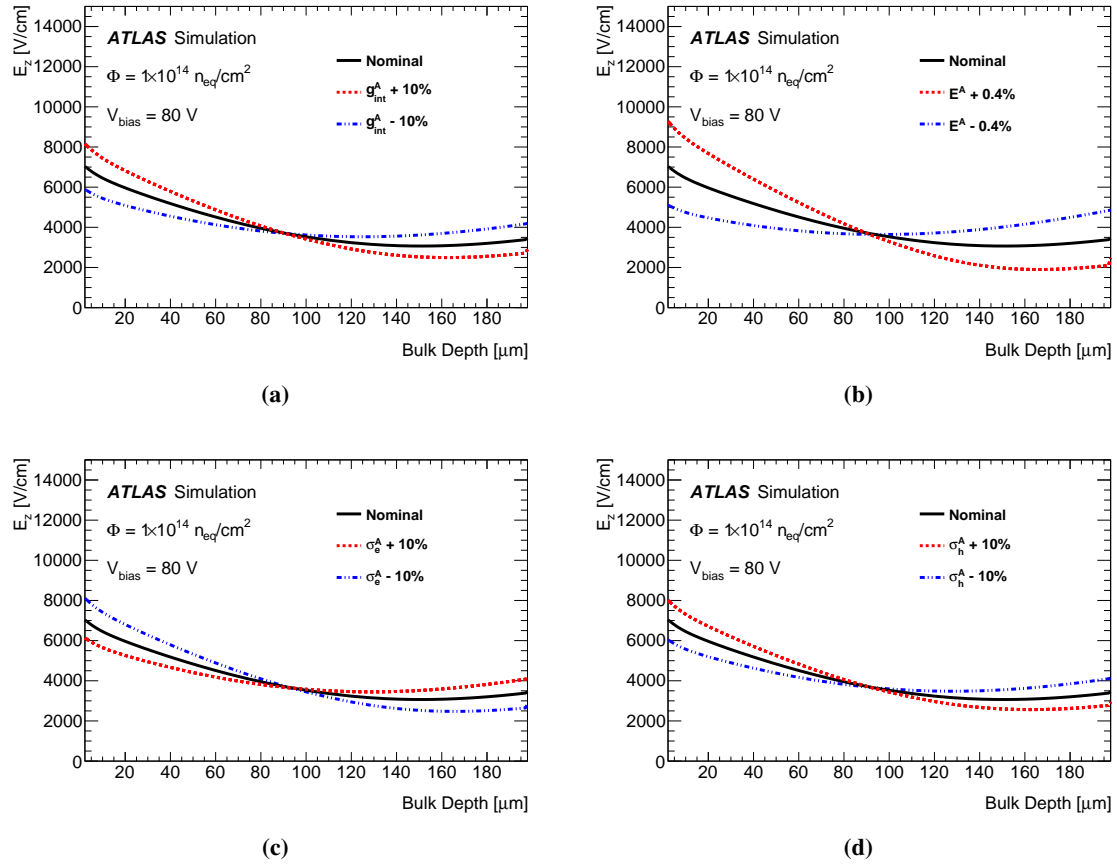 E_z [V/cm]
14000
12000
10000
8000
6000
4000
2000
0
ATLAS Simulation
Φ = 1×10^14 n_eq/cm^2
V_bias = 80 V
Nominal
g_int^A + 10%
g_int^A - 10%
20 40 60 80 100 120 140 160 180
Bulk Depth [μm]
(a)
E_z [V/cm]
14000
12000
10000
8000
6000
4000
2000
0
ATLAS Simulation
Φ = 1×10^14 n_eq/cm^2
V_bias = 80 V
Nominal
E^A + 0.4%
E^A - 0.4%
20 40 60 80 100 120 140 160 180
Bulk Depth [μm]
(b)
E_z [V/cm]
14000
12000
10000
8000
6000
4000
2000
0
ATLAS Simulation
Φ = 1×10^14 n_eq/cm^2
V_bias = 80 V
Nominal
σ_e^A + 10%
σ_e^A - 10%
20 40 60 80 100 120 140 160 180
Bulk Depth [μm]
(c)
E_z [V/cm]
14000
12000
10000
8000
6000
4000
2000
0
ATLAS Simulation
Φ = 1×10^14 n_eq/cm^2
V_bias = 80 V
Nominal
σ_h^A + 10%
σ_h^A - 10%
20 40 60 80 100 120 140 160 180
Bulk Depth [μm]
(d)